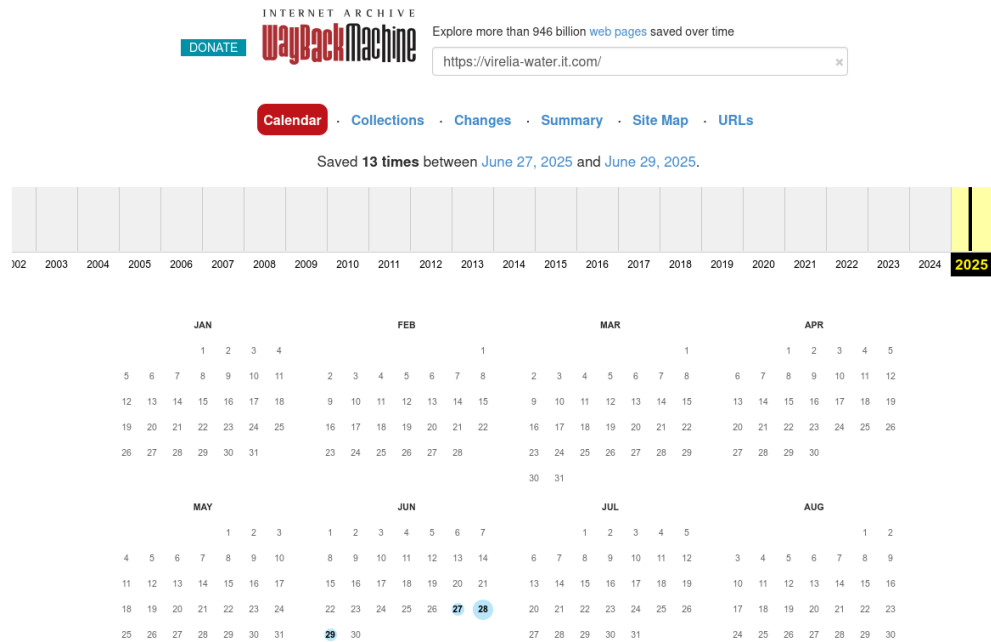 INTERNET ARCHIVE
DONATE
WayBackMachine
Explore more than 946 billion web pages saved over time
https://virelia-water.it.com/ ×
Calendar · Collections · Changes · Summary · Site Map · URLs
Saved 13 times between June 27, 2025 and June 29, 2025.
002 2003 2004 2005 2006 2007 2008 2009 2010 2011 2012 2013 2014 2015 2016 2017 2018 2019 2020 2021 2022 2023 2024 2025
JAN FEB MAR APR
1 2 3 4 1 1 1 2 3 4 5
5 6 7 8 9 10 11 2 3 4 5 6 7 8 2 3 4 5 6 7 8 6 7 8 9 10 11 12
12 13 14 15 16 17 18 9 10 11 12 13 14 15 9 10 11 12 13 14 15 13 14 15 16 17 18 19
19 20 21 22 23 24 25 16 17 18 19 20 21 22 16 17 18 19 20 21 22 20 21 22 23 24 25 26
26 27 28 29 30 31 23 24 25 26 27 28 23 24 25 26 27 28 29 27 28 29 30
30 31
MAY JUN JUL AUG
1 2 3 1 2 3 4 5 6 7 1 2 3 4 5 1 2
4 5 6 7 8 9 10 8 9 10 11 12 13 14 6 7 8 9 10 11 12 3 4 5 6 7 8 9
11 12 13 14 15 16 17 15 16 17 18 19 20 21 13 14 15 16 17 18 19 10 11 12 13 14 15 16
18 19 20 21 22 23 24 22 23 24 25 26 27 28 20 21 22 23 24 25 26 17 18 19 20 21 22 23
25 26 27 28 29 30 31 29 30 27 28 29 30 31 24 25 26 27 28 29 30